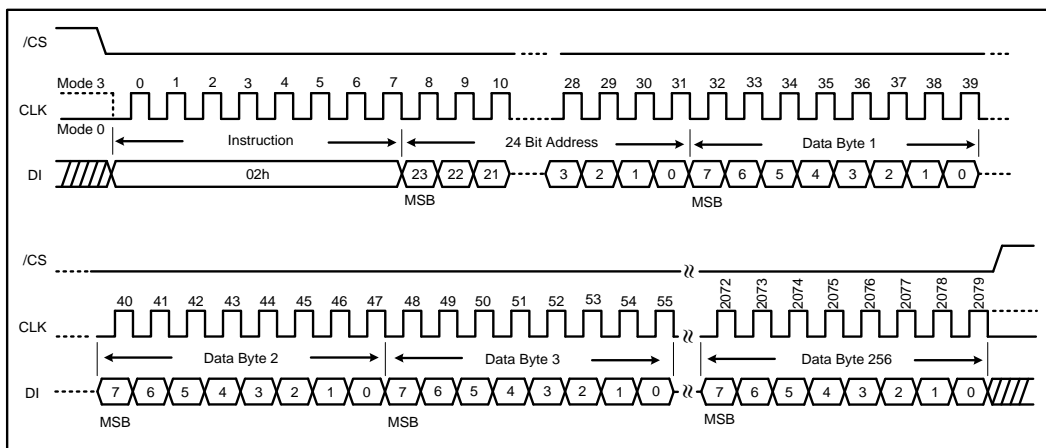 /CS
Mode 3 0 1 2 3 4 5 6 7 8 9 10 28 29 30 31 32 33 34 35 36 37 38 39
CLK
Mode 0
Instruction 24 Bit Address Data Byte 1
DI 02h 23 22 21 3 2 1 0 7 6 5 4 3 2 1 0
MSB MSB
/CS
40 41 42 43 44 45 46 47 48 49 50 51 52 53 54 55 2072 2073 2074 2075 2076 2077 2078 2079
CLK
Data Byte 2 Data Byte 3 Data Byte 256
DI 7 6 5 4 3 2 1 0 7 6 5 4 3 2 1 0 7 6 5 4 3 2 1 0
MSB MSB MSB